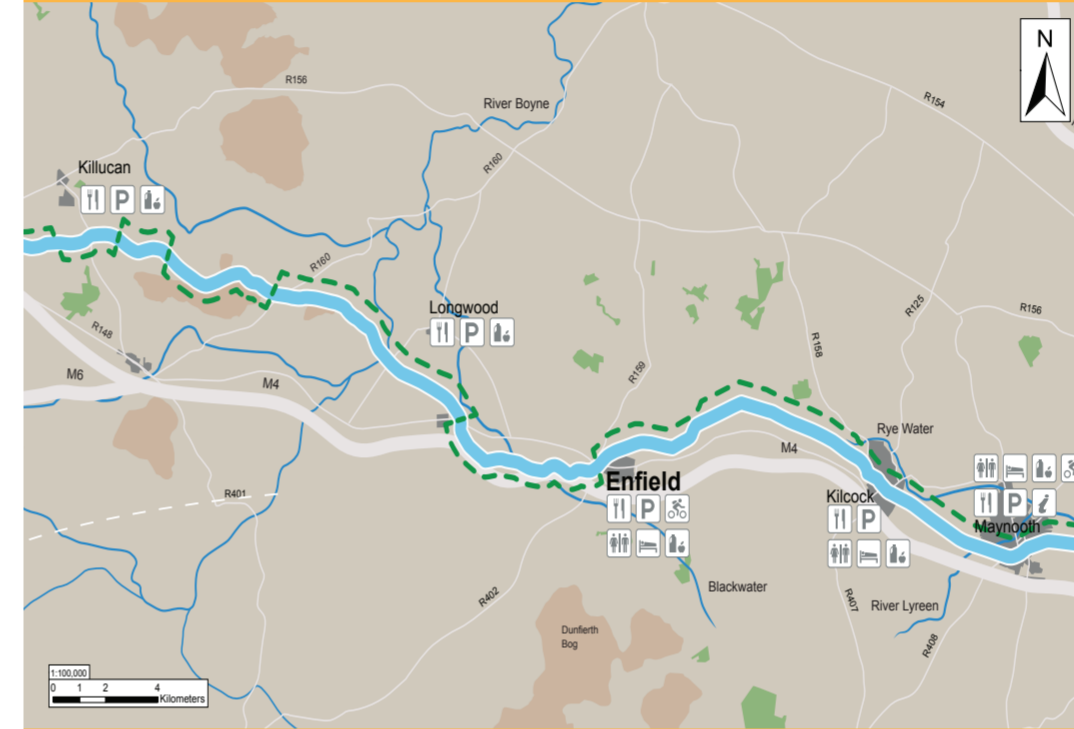 N
R154
R156
River Boyne
R160
Killucan
P
R160
R125
R156
Longwood
P
R148
R158
R159
M6
M4
Rye Water
M4
Enfield
P
R401
Kilcock
P
P
i
Maynooth
Blackwater
R402
R407
River Lyreen
R408
Dunfierth
Bog
1:100,000
0 1 2 4
Kilometers